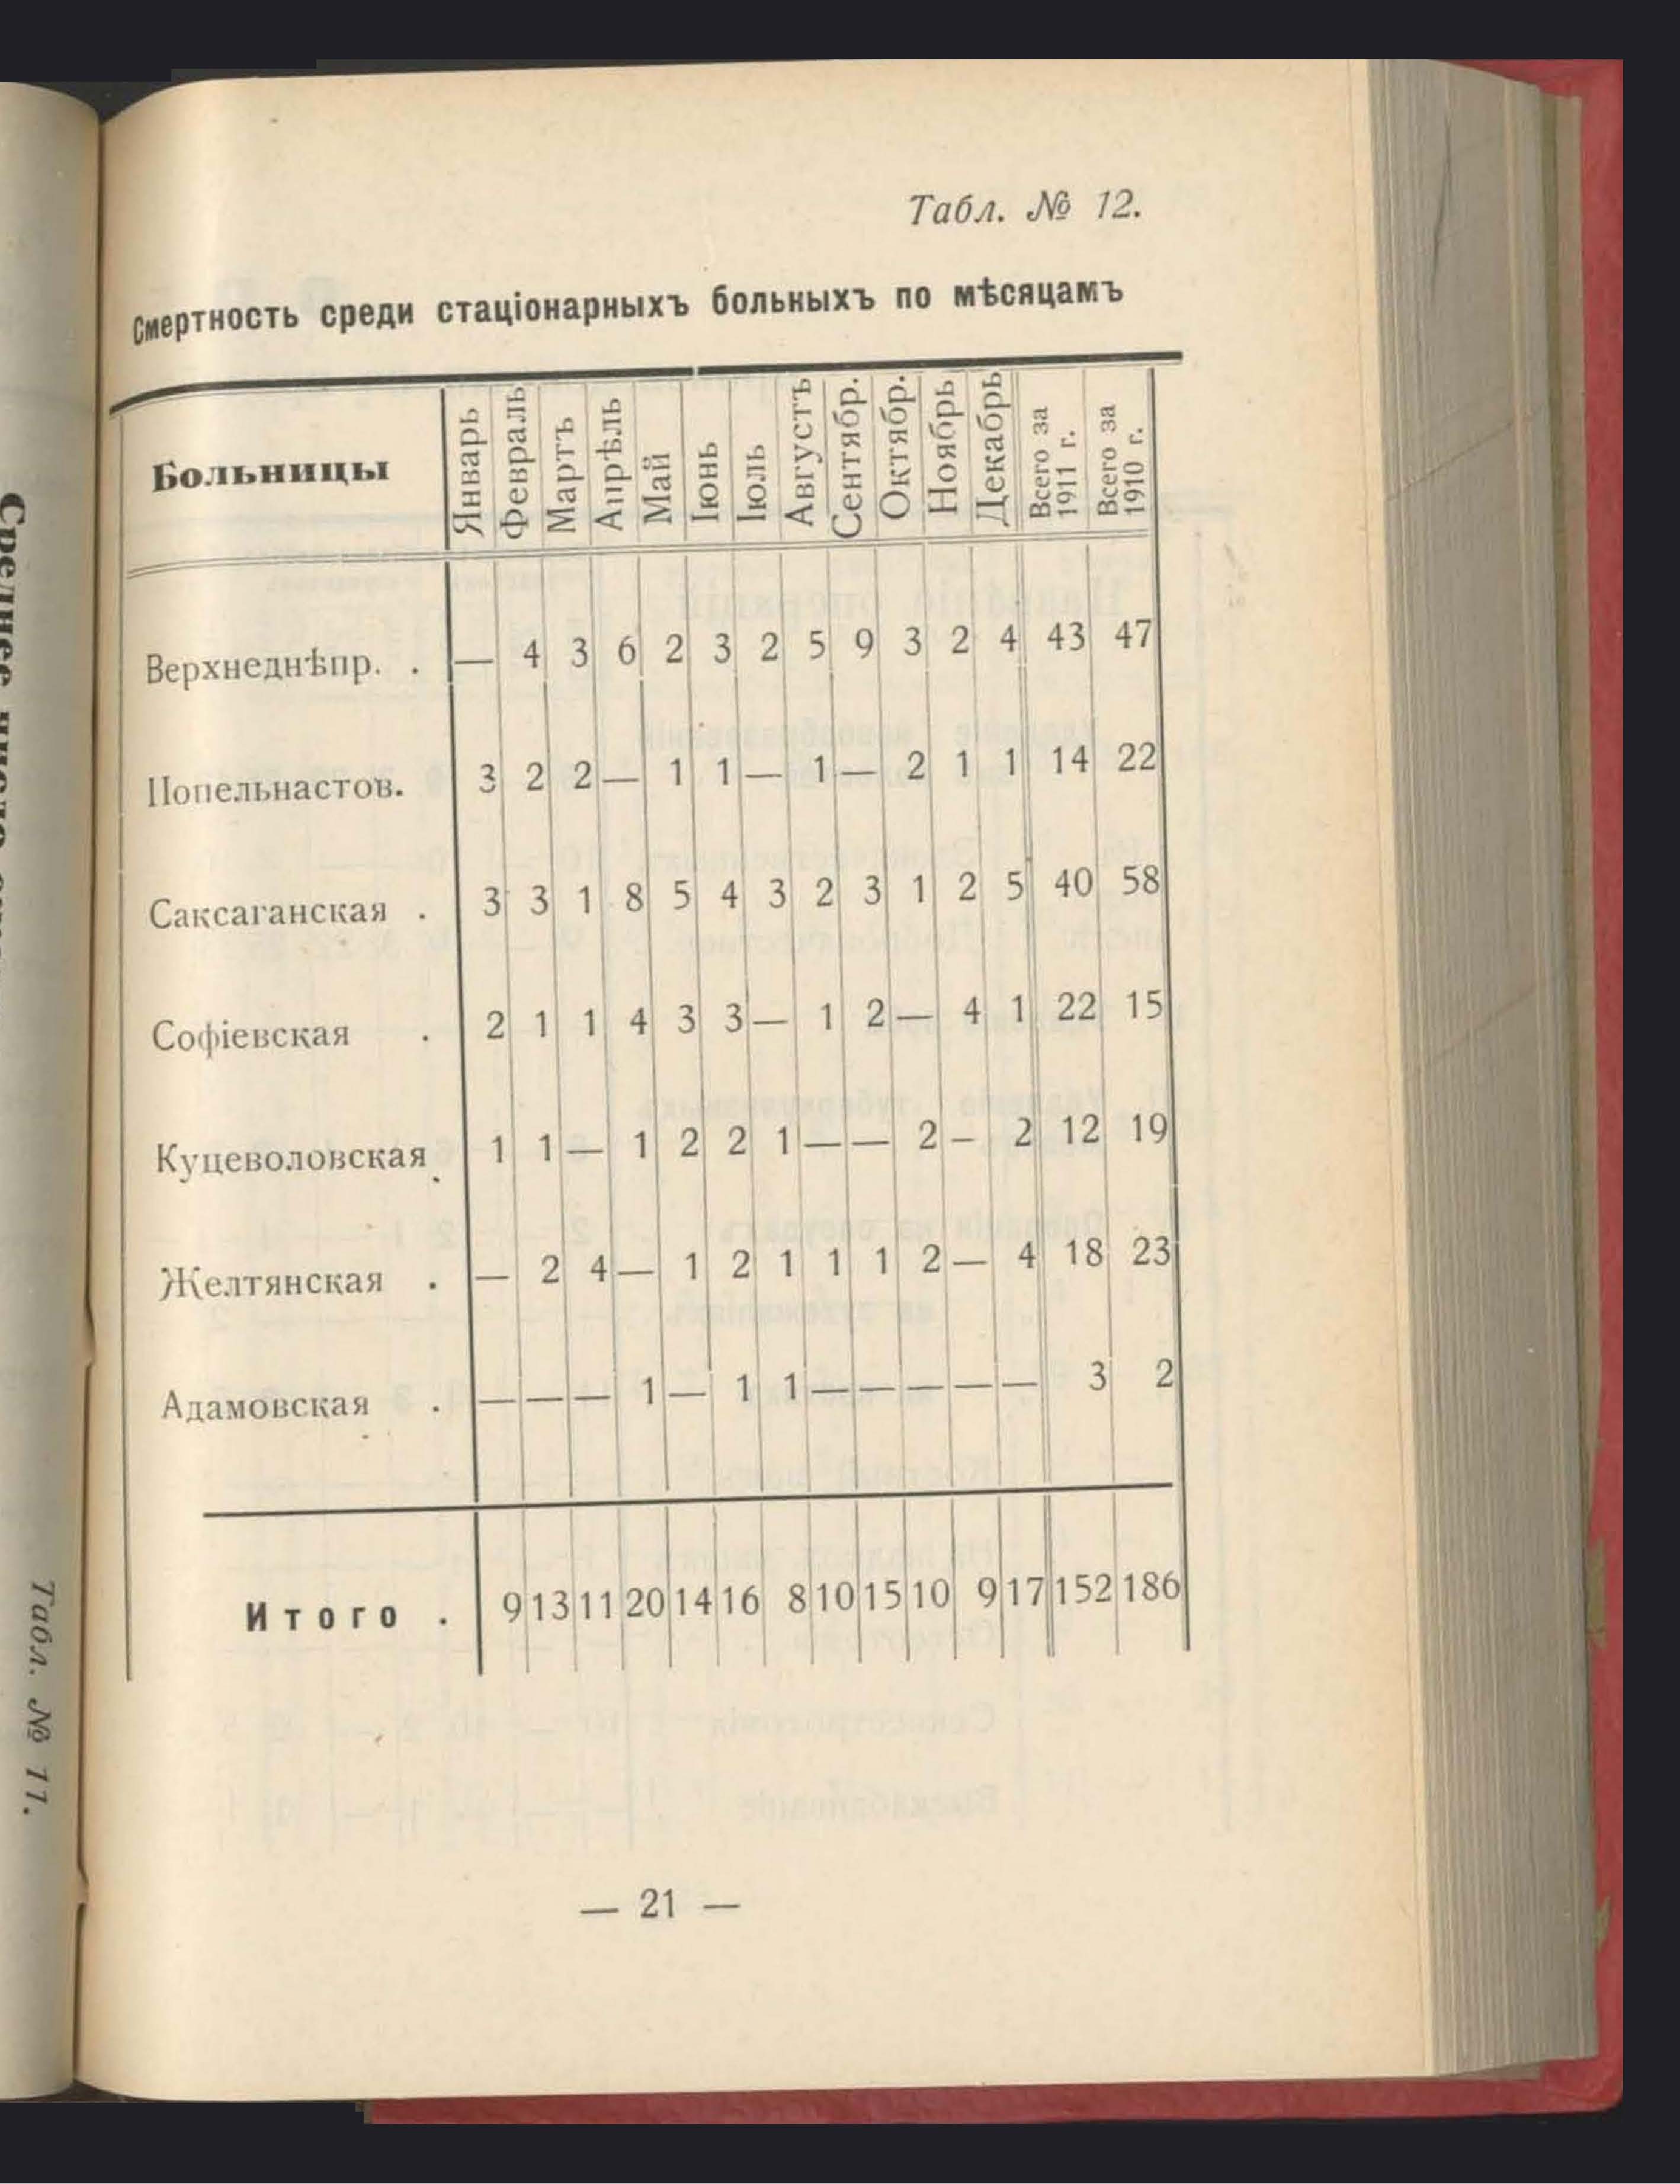 Табл. № 12.
Смертность среди стаціонарныхъ больныхъ по мѣсяцамъ
Больницы Январь Февраль Мартъ Апрѣль Май Іюнь Іюль Августъ Сентябр. Октябр. Ноябрь Декабрь Всего за 1911 г. Всего за 1910 г.
Верхнеднѣпр. . — 4 3 6 2 3 2 5 9 3 2 4 43 47
Попельнастов. 3 2 2 — 1 1 — 1 — 2 1 1 14 22
Саксаганская . 3 3 1 8 5 4 3 2 3 1 2 5 40 58
Софіевская . 2 1 1 4 3 3 — 1 2 — 4 1 22 15
Куцеволовская . 1 1 — 1 2 2 1 — — 2 – 2 12 19
Желтянская . — 2 4 — 1 2 1 1 1 2 — 4 18 23
Адамовская . — — — 1 — 1 1 — — — — — 3 2
Итого . 9 13 11 20 14 16 8 10 15 10 9 17 152 186
— 21 —
Среднее
Табл. № 11.